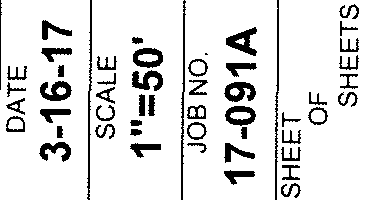 DATE
3-16-17
SCALE
1"=50'
JOB NO.
17-091A
SHEET
OF
SHEETS